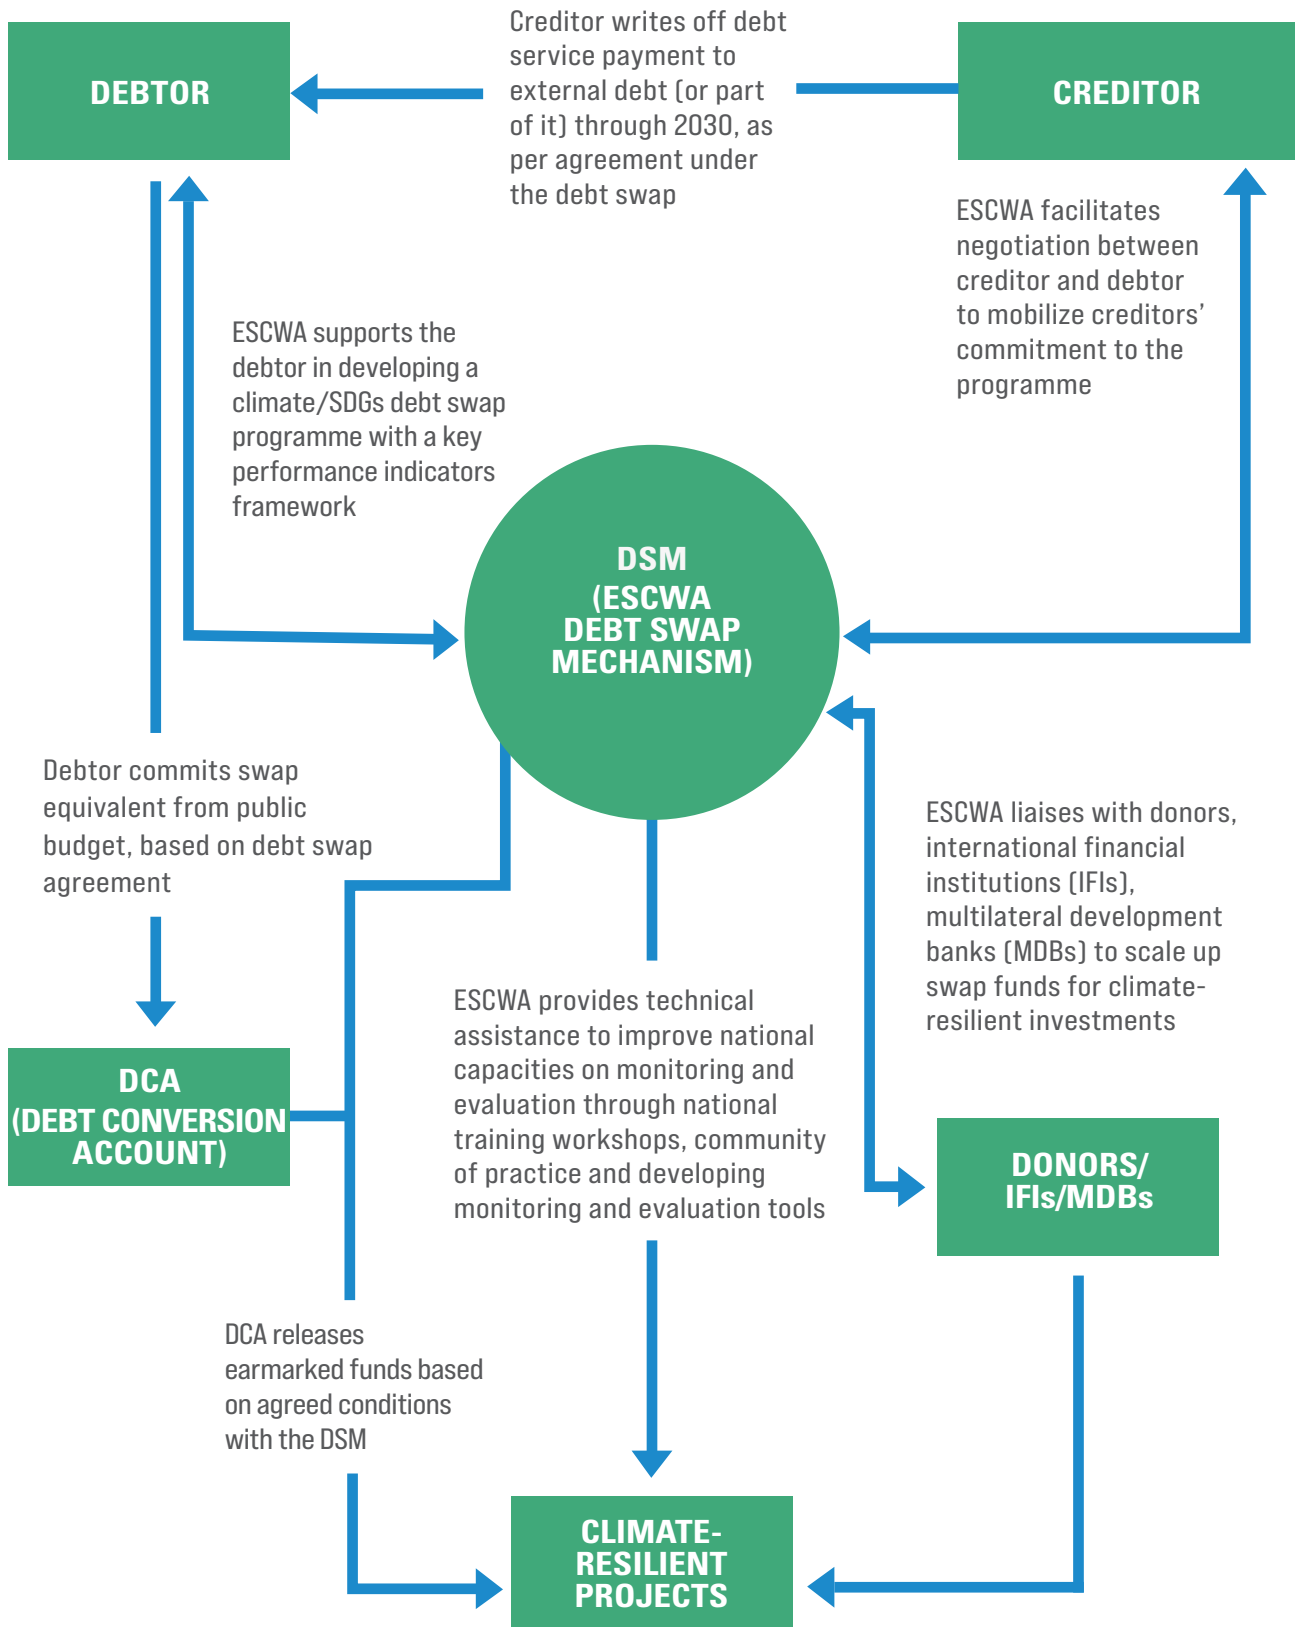 DEBTOR
Creditor writes off debt
service payment to
external debt (or part
of it) through 2030, as
per agreement under
the debt swap
CREDITOR
ESCWA facilitates
negotiation between
creditor and debtor
to mobilize creditors’
commitment to the
programme
ESCWA supports the
debtor in developing a
climate/SDGs debt swap
programme with a key
performance indicators
framework
DSM
(ESCWA
DEBT SWAP
MECHANISM)
Debtor commits swap
equivalent from public
budget, based on debt swap
agreement
ESCWA liaises with donors,
international financial
institutions (IFIs),
multilateral development
banks (MDBs) to scale up
swap funds for climate-
resilient investments
ESCWA provides technical
assistance to improve national
capacities on monitoring and
evaluation through national
training workshops, community
of practice and developing
monitoring and evaluation tools
DCA
(DEBT CONVERSION
ACCOUNT)
DONORS/
IFIs/MDBs
DCA releases
earmarked funds based
on agreed conditions
with the DSM
CLIMATE-
RESILIENT
PROJECTS